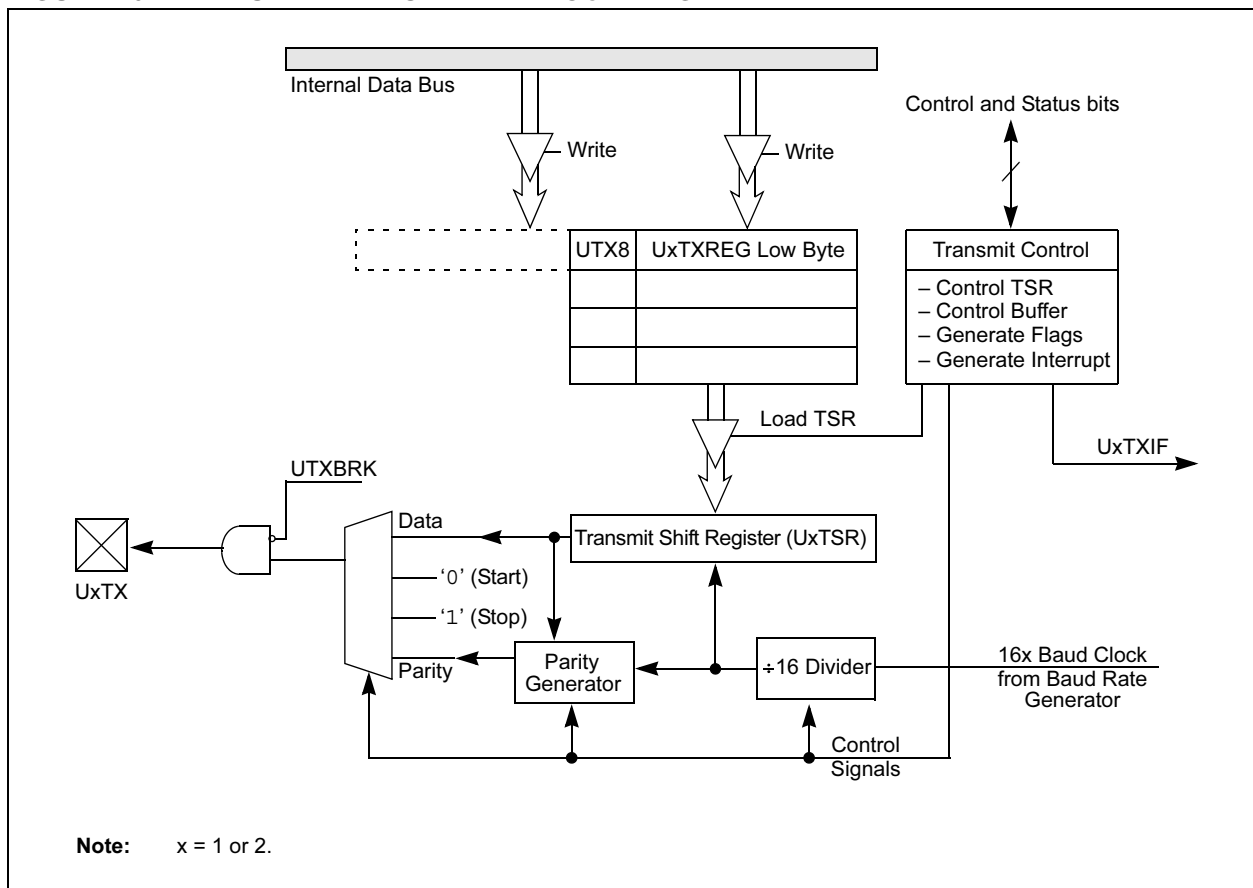 Internal Data Bus
Control and Status bits
Write
Write
UTX8
UxTXREG Low Byte
Transmit Control
– Control TSR
– Control Buffer
– Generate Flags
– Generate Interrupt
Load TSR
UxTXIF
UTXBRK
Data
Transmit Shift Register (UxTSR)
UxTX
‘0’ (Start)
‘1’ (Stop)
Parity
Parity
Generator
÷16 Divider
16x Baud Clock
from Baud Rate
Generator
Control
Signals
Note: x = 1 or 2.